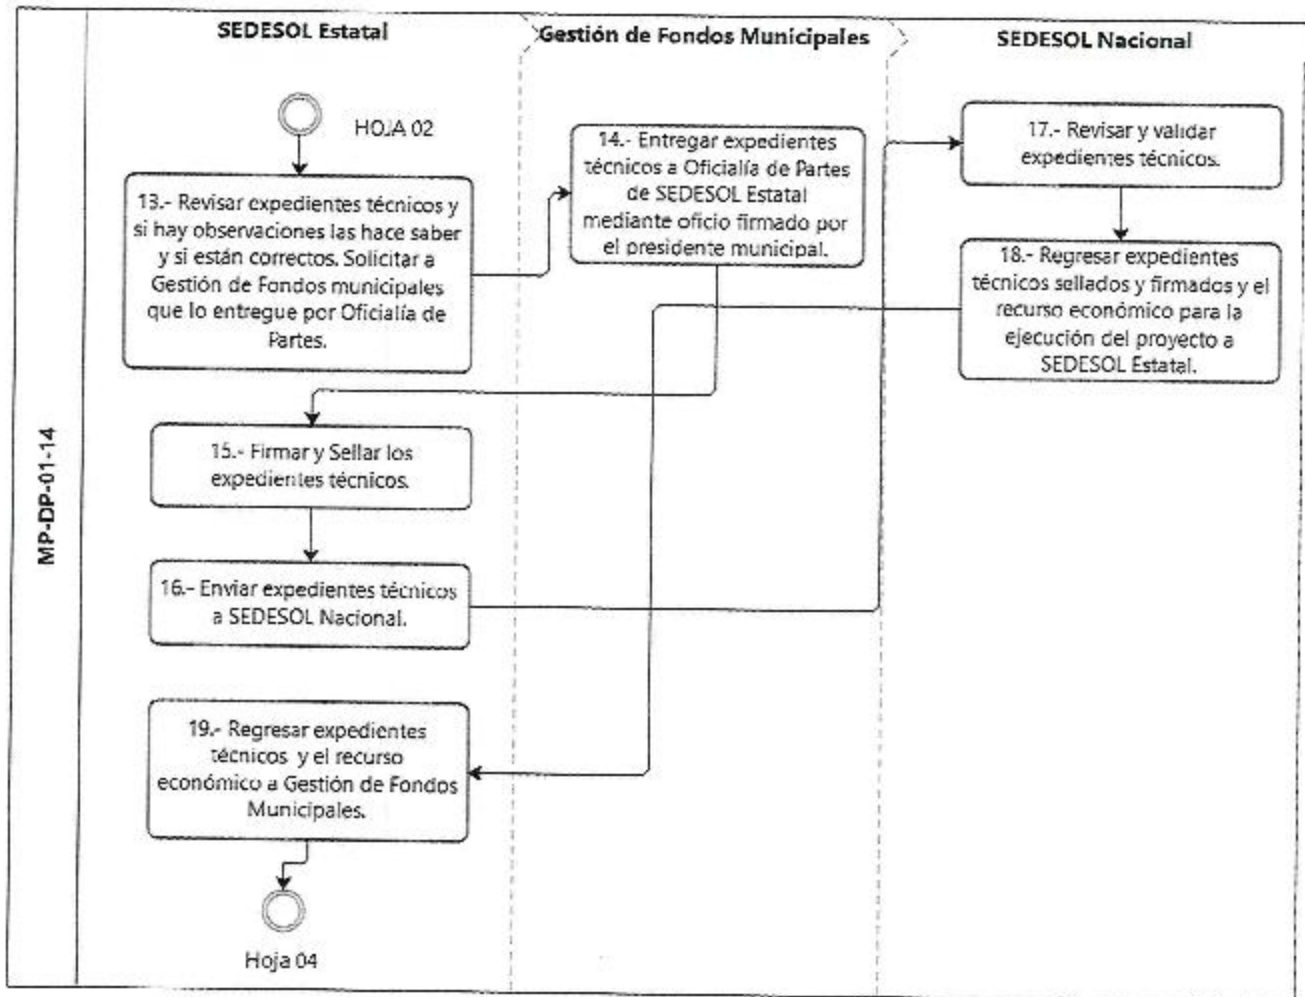 SEDESOL Estatal
Gestión de Fondos Municipales
SEDESOL Nacional
MP-DP-01-14
HOJA 02
13.- Revisar expedientes técnicos y
si hay observaciones las hace saber
y si están correctos. Solicitar a
Gestión de Fondos municipales
que lo entregue por Oficialía de
Partes.
14.- Entregar expedientes
técnicos a Oficialía de Partes
de SEDESOL Estatal
mediante oficio firmado por
el presidente municipal.
15.- Firmar y Sellar los
expedientes técnicos.
16.- Enviar expedientes técnicos
a SEDESOL Nacional.
17.- Revisar y validar
expedientes técnicos.
18.- Regresar expedientes
técnicos sellados y firmados y el
recurso económico para la
ejecución del proyecto a
SEDESOL Estatal.
19.- Regresar expedientes
técnicos y el recurso
económico a Gestión de Fondos
Municipales.
Hoja 04